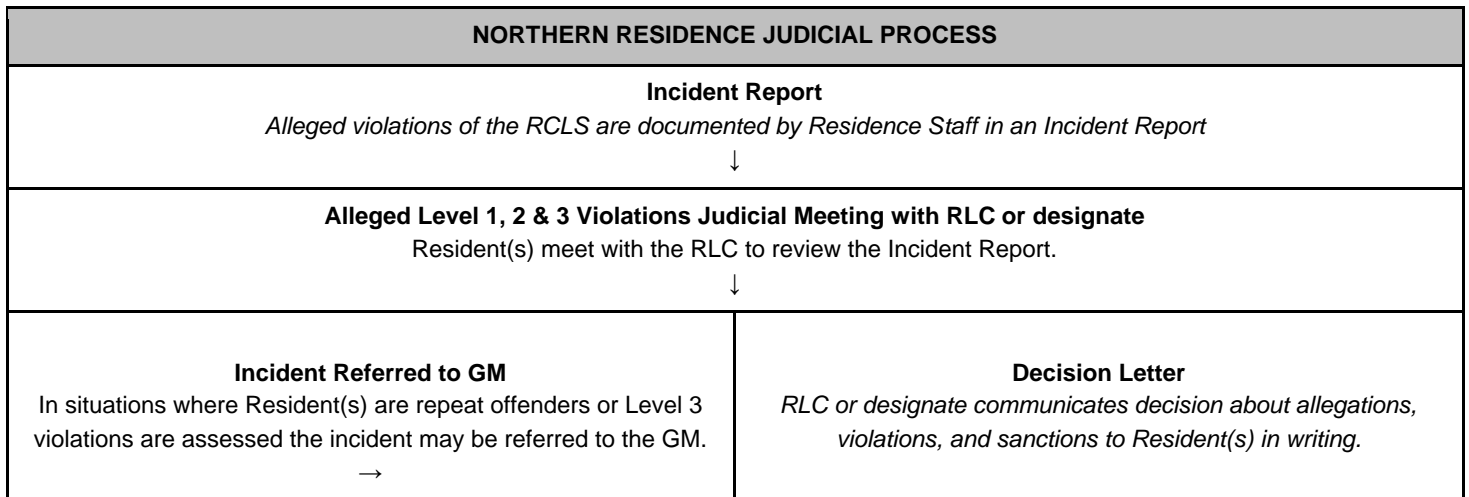 NORTHERN RESIDENCE JUDICIAL PROCESS
Incident Report
Alleged violations of the RCLS are documented by Residence Staff in an Incident Report
↓
Alleged Level 1, 2 & 3 Violations Judicial Meeting with RLC or designate
Resident(s) meet with the RLC to review the Incident Report.
↓
Incident Referred to GM
In situations where Resident(s) are repeat offenders or Level 3
violations are assessed the incident may be referred to the GM.
→
Decision Letter
RLC or designate communicates decision about allegations,
violations, and sanctions to Resident(s) in writing.